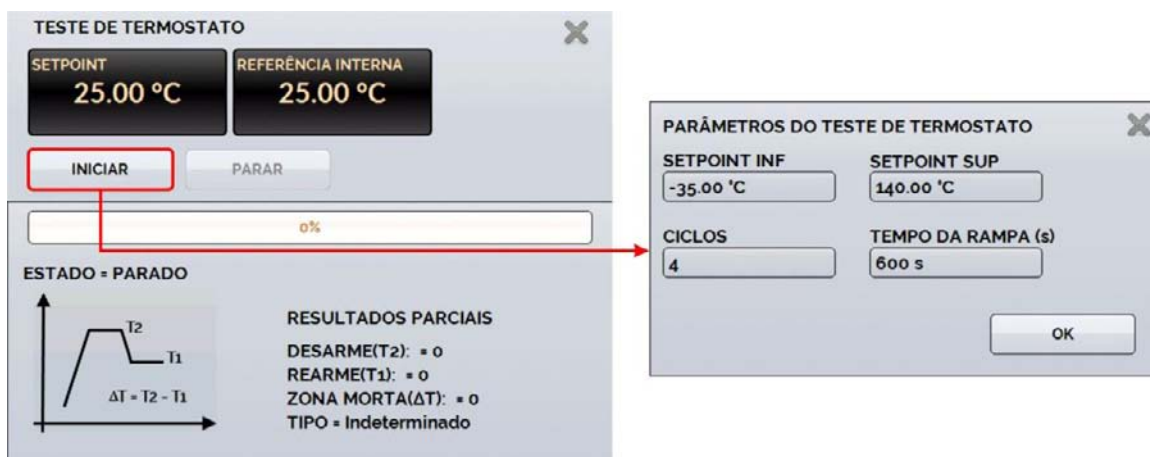 TESTE DE TERMOSTATO
SETPOINT
25.00 ºC
REFERÊNCIA INTERNA
25.00 ºC
INICIAR
PARAR
0%
ESTADO = PARADO
T2
T1
ΔT = T2 - T1
RESULTADOS PARCIAIS
DESARME(T2): = 0
REARME(T1): = 0
ZONA MORTA(ΔT): = 0
TIPO = Indeterminado
PARÂMETROS DO TESTE DE TERMOSTATO
SETPOINT INF
-35.00 °C
SETPOINT SUP
140.00 °C
CICLOS
4
TEMPO DA RAMPA (s)
600 s
OK